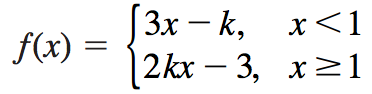 f(x) = { 3x − k, x < 1
2kx − 3, x ≥ 1